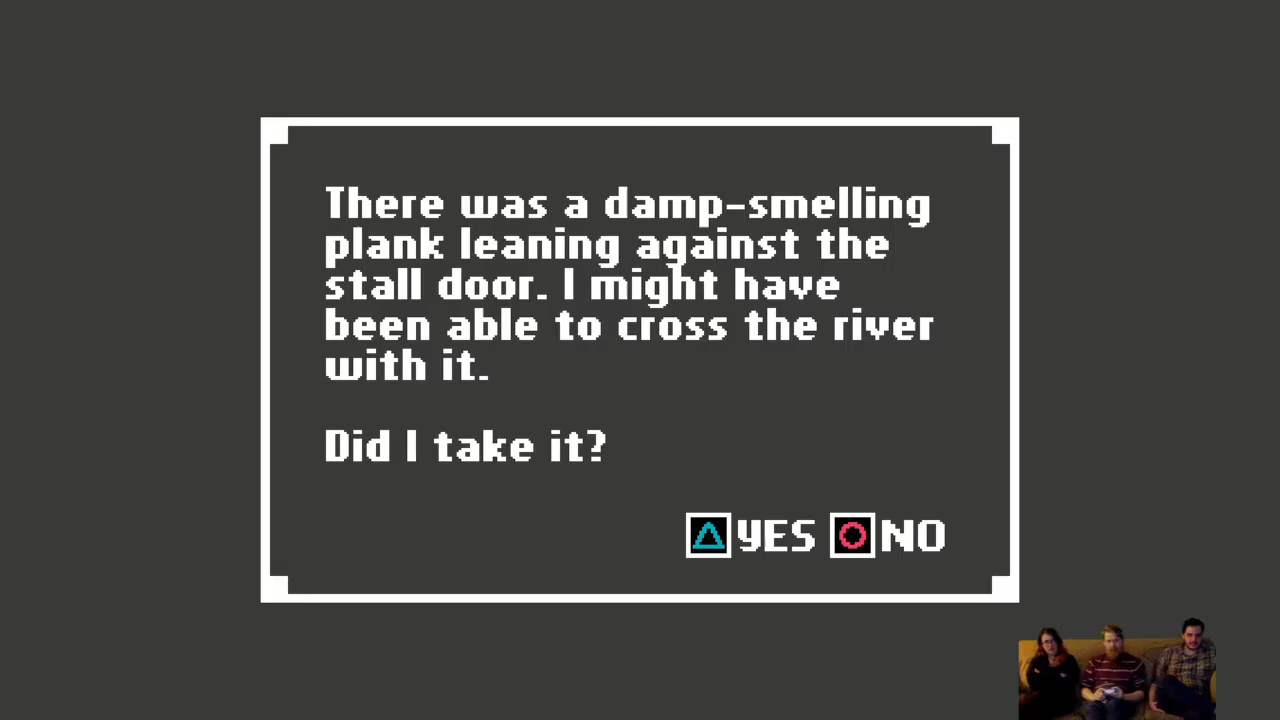 There was a damp-smelling
plank leaning against the
stall door. I might have
been able to cross the river
with it.
Did I take it?
YES NO